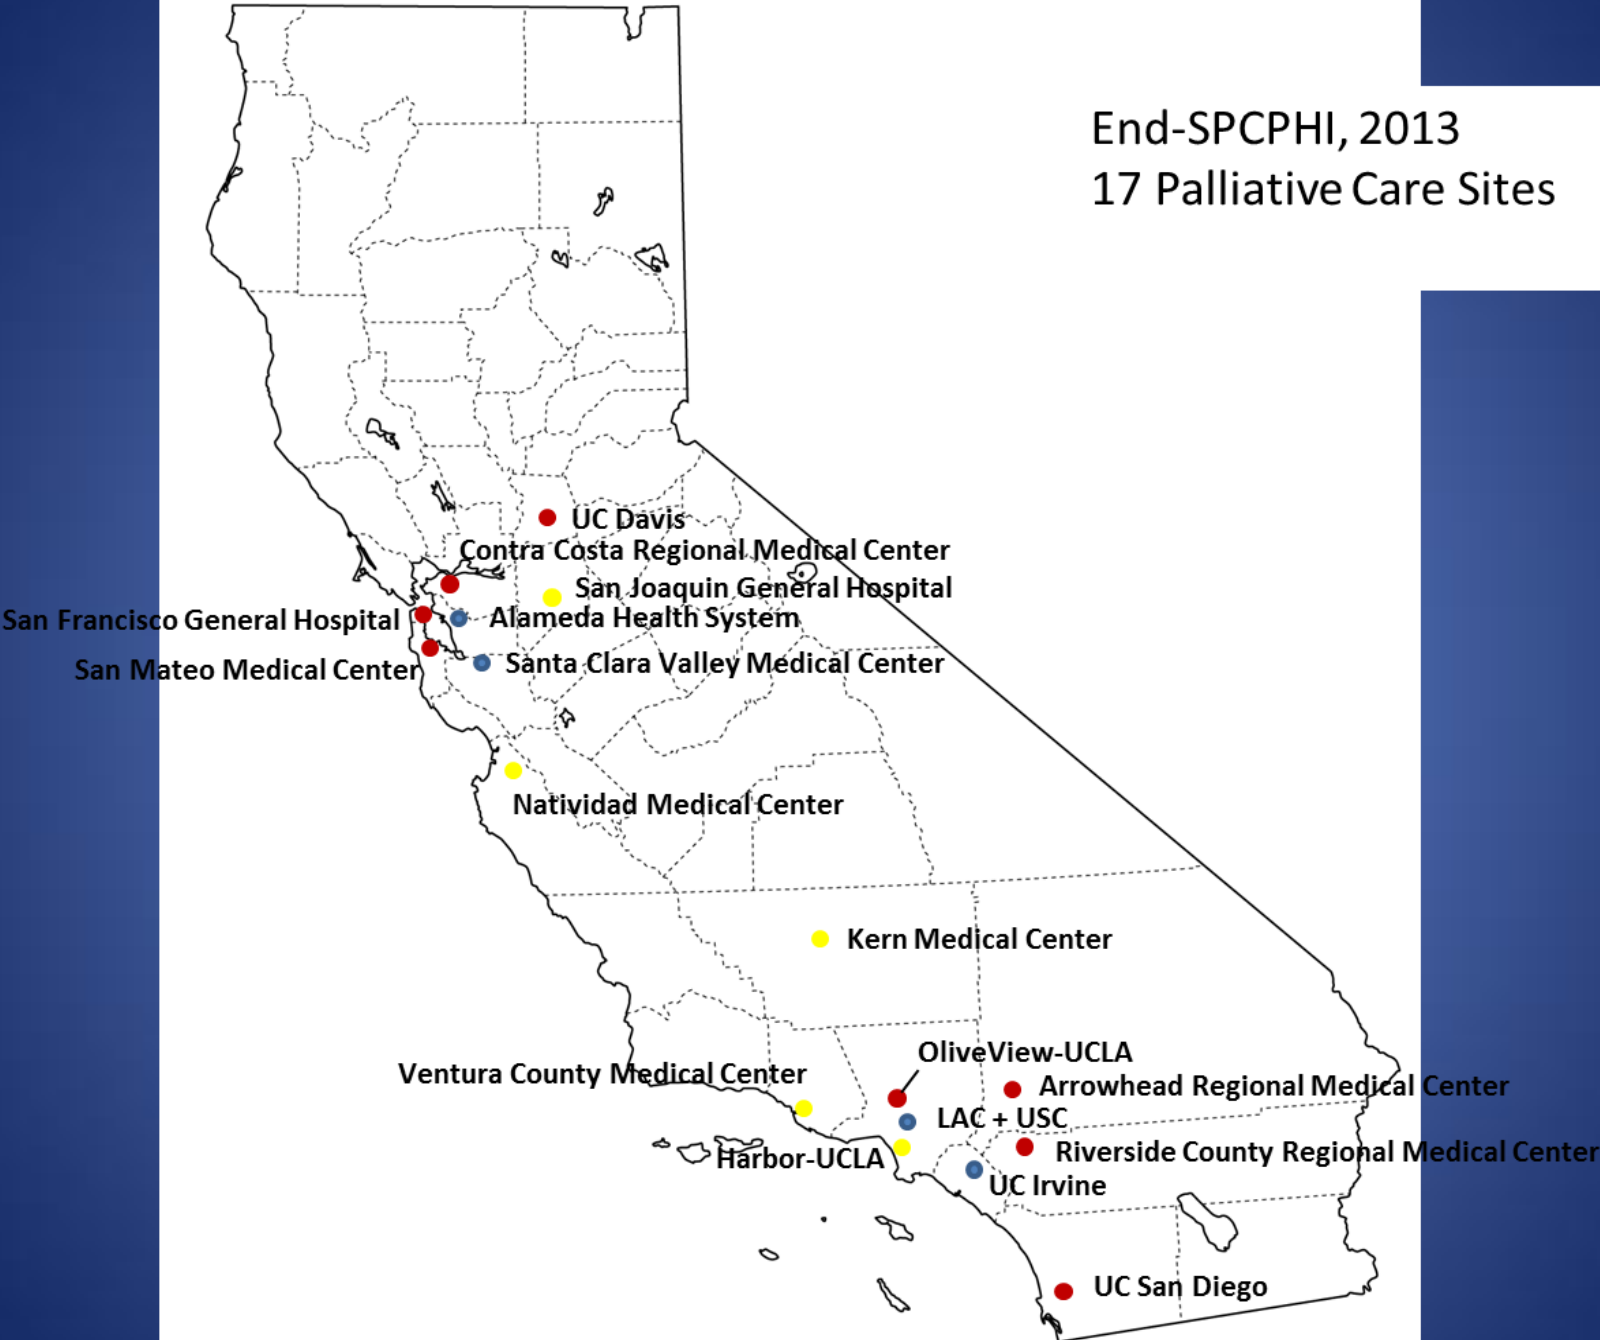 End-SPCPHI, 2013
17 Palliative Care Sites
UC Davis
Contra Costa Regional Medical Center
San Joaquin General Hospital
San Francisco General Hospital
Alameda Health System
San Mateo Medical Center
Santa Clara Valley Medical Center
Natividad Medical Center
Kern Medical Center
OliveView-UCLA
Ventura County Medical Center
Arrowhead Regional Medical Center
LAC + USC
Harbor-UCLA
Riverside County Regional Medical Center
UC Irvine
UC San Diego